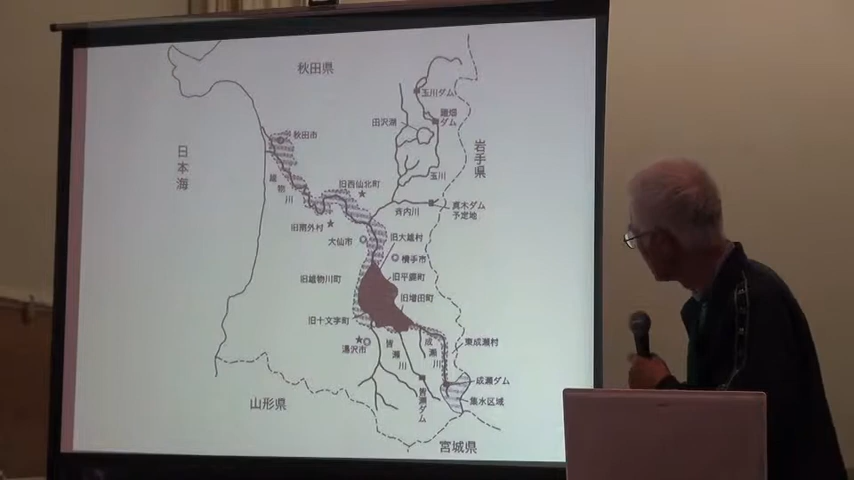 秋田県
玉川ダム
鎧畑
ダム
田沢湖
秋田市
岩手県
日本海
玉川
旧西仙北町
雄物川
斉内川
真木ダム
予定地
旧南外村
大仙市
旧大雄村
横手市
旧雄物川町
旧平鹿町
旧増田町
旧十文字町
湯沢市
皆瀬川
成瀬川
東成瀬村
成瀬ダム
皆瀬ダム
集水区域
山形県
宮城県